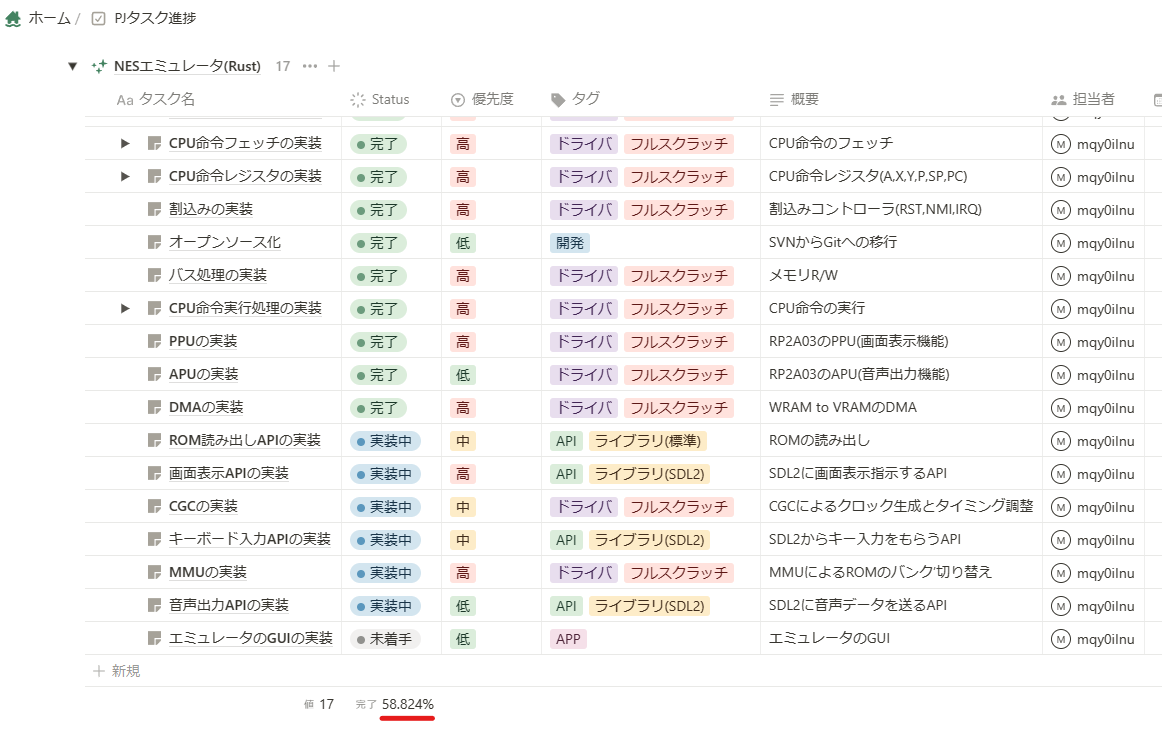 ホーム / PJタスク進捗
NESエミュレータ(Rust) 17
Aa タスク名 Status 優先度 タグ 概要 担当者
CPU命令フェッチの実装 完了 高 ドライバ フルスクラッチ CPU命令のフェッチ M mqy0ilnu
CPU命令レジスタの実装 完了 高 ドライバ フルスクラッチ CPU命令レジスタ(A,X,Y,P,SP,PC) M mqy0ilnu
割込みの実装 完了 高 ドライバ フルスクラッチ 割込みコントローラ(RST,NMI,IRQ) M mqy0ilnu
オープンソース化 完了 低 開発 SVNからGitへの移行 M mqy0ilnu
バス処理の実装 完了 高 ドライバ フルスクラッチ メモリR/W M mqy0ilnu
CPU命令実行処理の実装 完了 高 ドライバ フルスクラッチ CPU命令の実行 M mqy0ilnu
PPUの実装 完了 高 ドライバ フルスクラッチ RP2A03のPPU(画面表示機能) M mqy0ilnu
APUの実装 完了 低 ドライバ フルスクラッチ RP2A03のAPU(音声出力機能) M mqy0ilnu
DMAの実装 完了 高 ドライバ フルスクラッチ WRAM to VRAMのDMA M mqy0ilnu
ROM読み出しAPIの実装 実装中 中 API ライブラリ(標準) ROMの読み出し M mqy0ilnu
画面表示APIの実装 実装中 高 API ライブラリ(SDL2) SDL2に画面表示指示するAPI M mqy0ilnu
CGCの実装 実装中 中 ドライバ フルスクラッチ CGCによるクロック生成とタイミング調整 M mqy0ilnu
キーボード入力APIの実装 実装中 中 API ライブラリ(SDL2) SDL2からキー入力をもらうAPI M mqy0ilnu
MMUの実装 実装中 高 ドライバ フルスクラッチ MMUによるROMのバンク'切り替え M mqy0ilnu
音声出力APIの実装 実装中 低 API ライブラリ(SDL2) SDL2に音声データを送るAPI M mqy0ilnu
エミュレータのGUIの実装 未着手 低 APP エミュレータのGUI M mqy0ilnu
新規
値 17 完了 58.824%